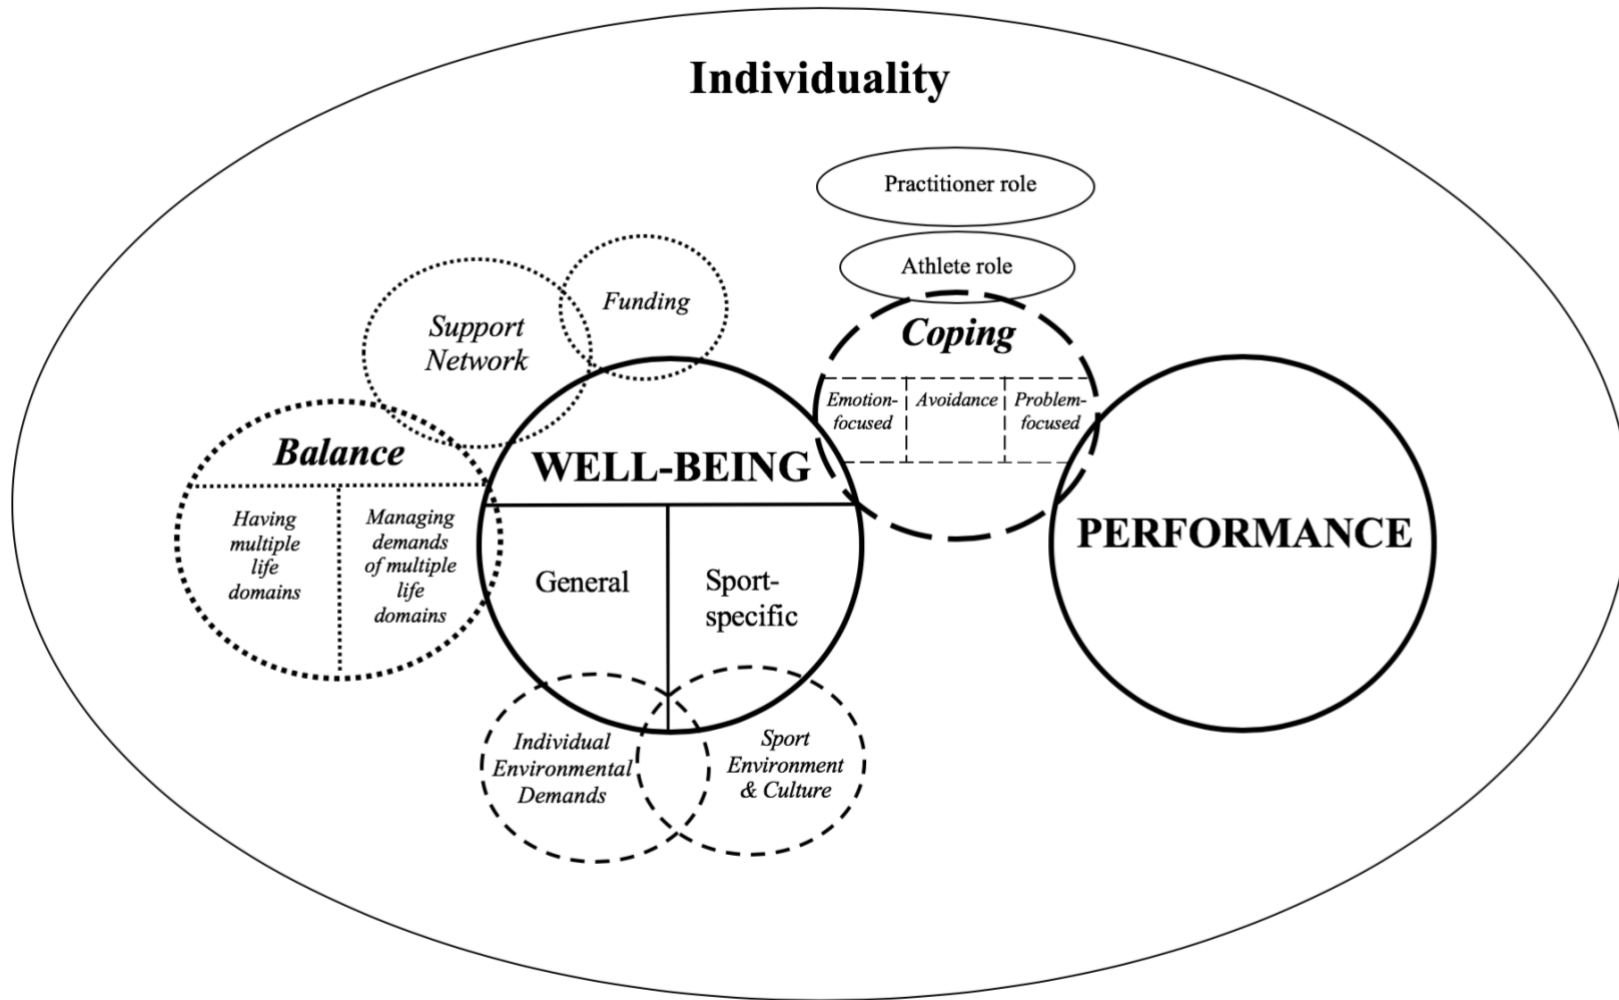 Individuality
Practitioner role
Athlete role
Funding
Support
Network
Coping
Emotion-
focused
Avoidance
Problem-
focused
Balance
Having
multiple
life
domains
Managing
demands
of multiple
life
domains
WELL-BEING
General
Sport-
specific
PERFORMANCE
Individual
Environmental
Demands
Sport
Environment
& Culture